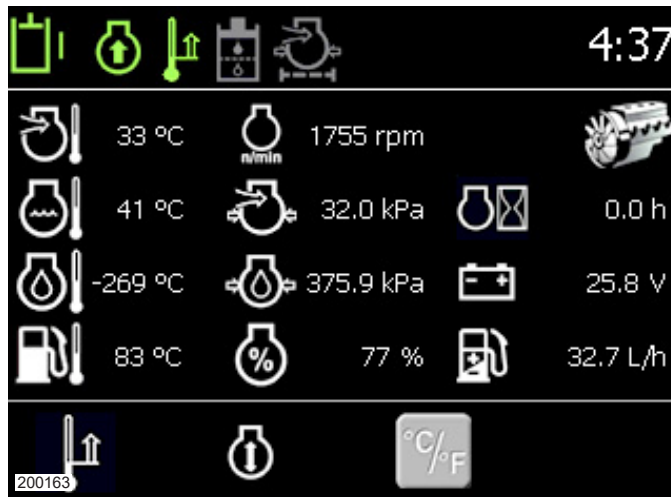 4:37
33 °C
1755 rpm
n/min
41 °C
32.0 kPa
0.0 h
-269 °C
375.9 kPa
25.8 V
83 °C
%
77 %
32.7 L/h
°C/°F
200163